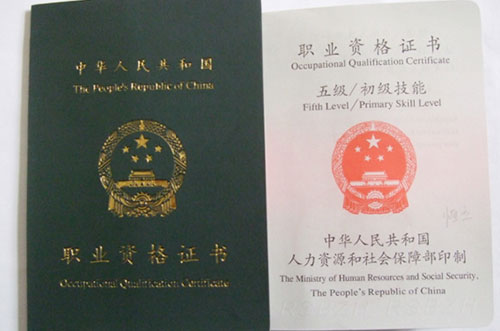 中华人民共和国
The People's Republic of China
职业资格证书
Occupational Qualification Certificate
职业资格证书
Occupational Qualification Certificate
五级/初级技能
Fifth Level/Primary Skill Level
中华人民共和国
人力资源和社会保障部印制
The Ministry of Human Resources and Social Security,
The People's Republic of China